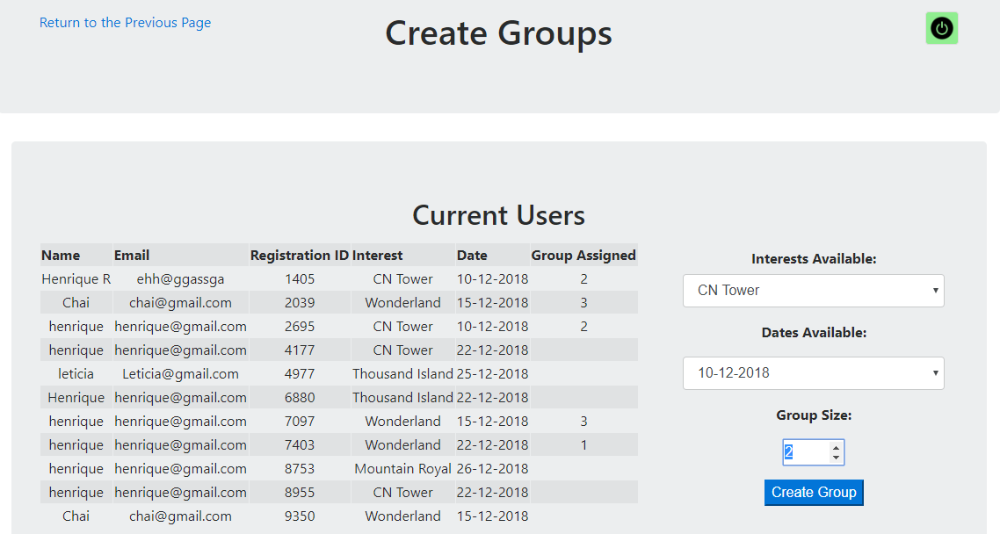 Return to the Previous Page
Create Groups
Current Users
Name Email Registration ID Interest Date Group Assigned
Henrique R ehh@ggassga 1405 CN Tower 10-12-2018 2
Chai chai@gmail.com 2039 Wonderland 15-12-2018 3
henrique henrique@gmail.com 2695 CN Tower 10-12-2018 2
henrique henrique@gmail.com 4177 CN Tower 22-12-2018
leticia Leticia@gmail.com 4977 Thousand Island 25-12-2018
Henrique henrique@gmail.com 6880 Thousand Island 22-12-2018
henrique henrique@gmail.com 7097 Wonderland 15-12-2018 3
henrique henrique@gmail.com 7403 Wonderland 22-12-2018 1
henrique henrique@gmail.com 8753 Mountain Royal 26-12-2018
henrique henrique@gmail.com 8955 CN Tower 22-12-2018
Chai chai@gmail.com 9350 Wonderland 15-12-2018
Interests Available:
CN Tower
Dates Available:
10-12-2018
Group Size:
2
Create Group